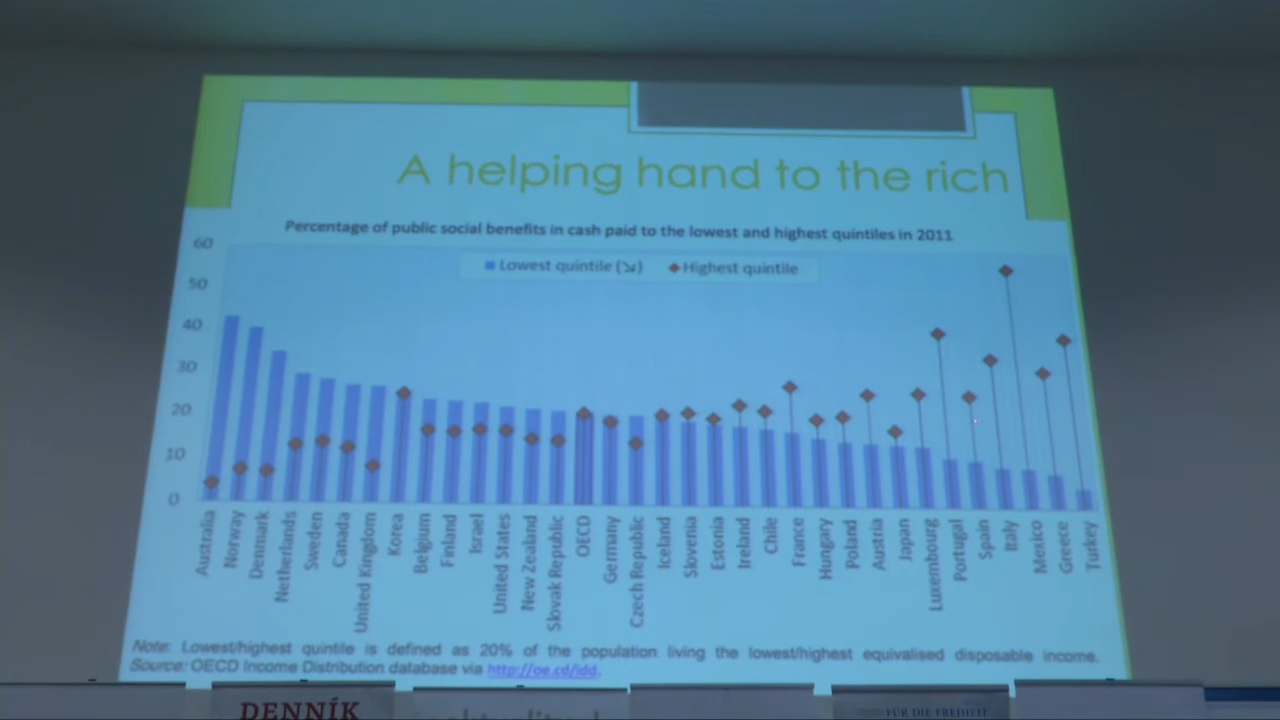 A helping hand to the rich
Percentage of public social benefits in cash paid to the lowest and highest quintiles in 2011
Lowest quintile (↘) Highest quintile
60
50
40
30
20
10
0
Australia
Norway
Denmark
Netherlands
Sweden
Canada
United Kingdom
Korea
Belgium
Finland
Israel
United States
New Zealand
Slovak Republic
OECD
Germany
Czech Republic
Iceland
Slovenia
Estonia
Ireland
Chile
France
Hungary
Poland
Austria
Japan
Luxembourg
Portugal
Spain
Italy
Mexico
Greece
Turkey
Note: Lowest/highest quintile is defined as 20% of the population living the lowest/highest equivalised disposable income.
Source: OECD Income Distribution database via http://oe.cd/idd.
DENNÍK
FÜR DIE FREIHEIT